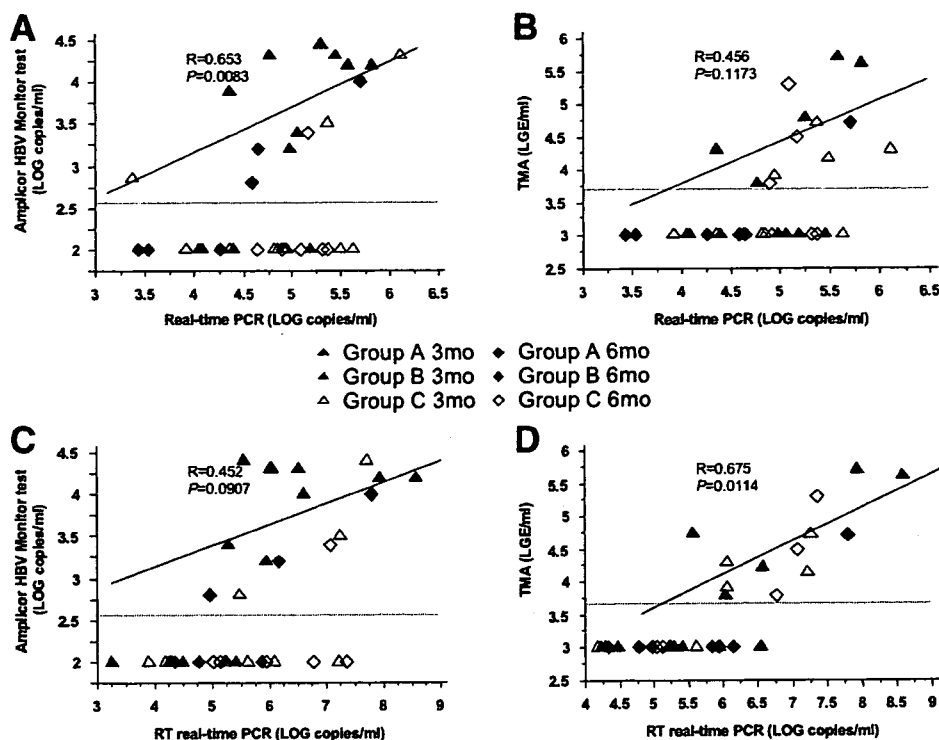 A
Amplicor HBV Monitor test
(LOG copies/ml)
4.5
4
3.5
3
2.5
2
R=0.653
P=0.0083
3 3.5 4 4.5 5 5.5 6 6.5
Real-time PCR (LOG copies/ml)
B
TMA (LGE/ml)
6
5.5
5
4.5
4
3.5
3
2.5
R=0.456
P=0.1173
3 3.5 4 4.5 5 5.5 6 6.5
Real-time PCR (LOG copies/ml)
Group A 3mo Group A 6mo
Group B 3mo Group B 6mo
Group C 3mo Group C 6mo
C
Amplicor HBV Monitor test
(LOG copies/ml)
4.5
4
3.5
3
2.5
2
R=0.452
P=0.0907
3 4 5 6 7 8 9
RT real-time PCR (LOG copies/ml)
D
TMA (LGE/ml)
6
5.5
5
4.5
4
3.5
3
2.5
R=0.675
P=0.0114
4 4.5 5 5.5 6 6.5 7 7.5 8 8.5 9
RT real-time PCR (LOG copies/ml)